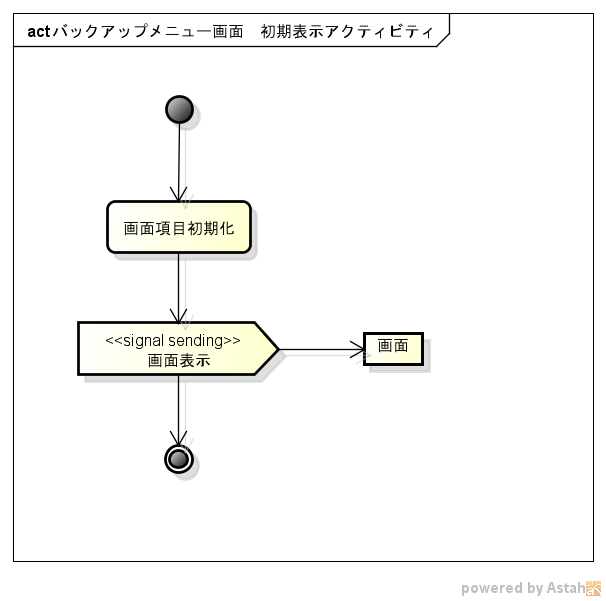 act バックアップメニュー画面　初期表示アクティビティ
画面項目初期化
<<signal sending>>
画面表示
画面
powered by Astah